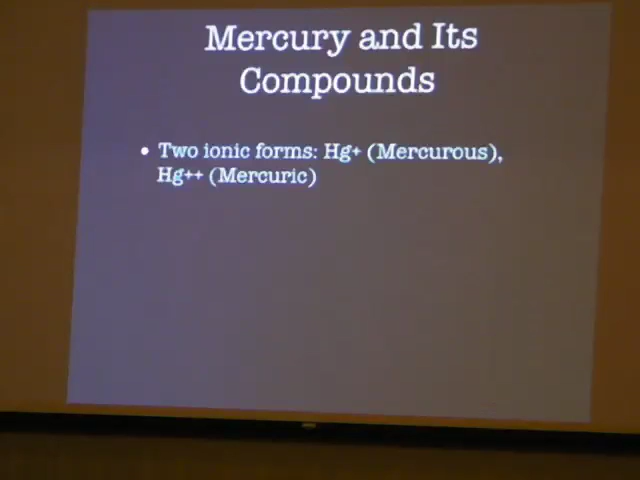 Mercury and Its
Compounds
• Two ionic forms: Hg+ (Mercurous),
Hg++ (Mercuric)